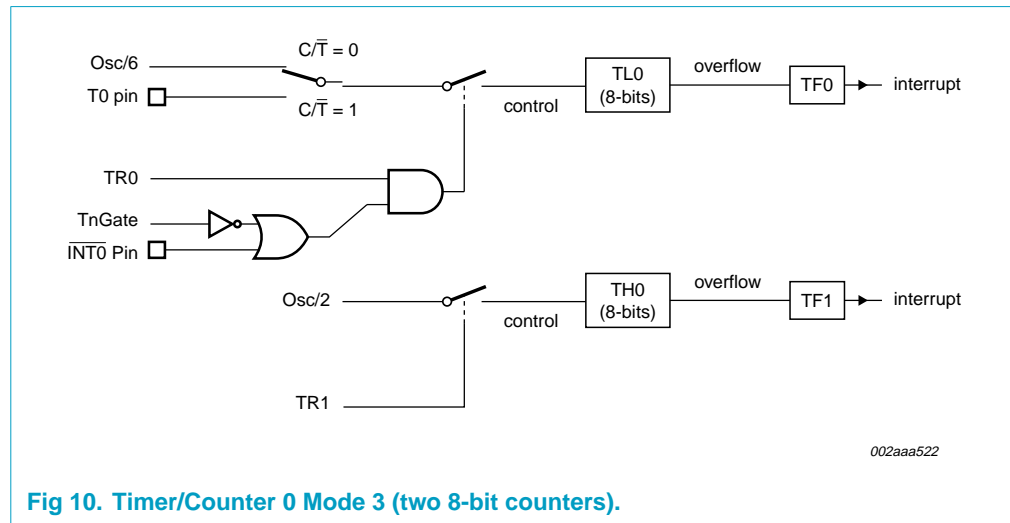 C/T̅ = 0
Osc/6
T0 pin
C/T̅ = 1
control
TL0
(8-bits)
overflow
TF0
interrupt
TR0
TnGate
I̅N̅T̅0̅ Pin
Osc/2
control
TH0
(8-bits)
overflow
TF1
interrupt
TR1
002aaa522
Fig 10. Timer/Counter 0 Mode 3 (two 8-bit counters).